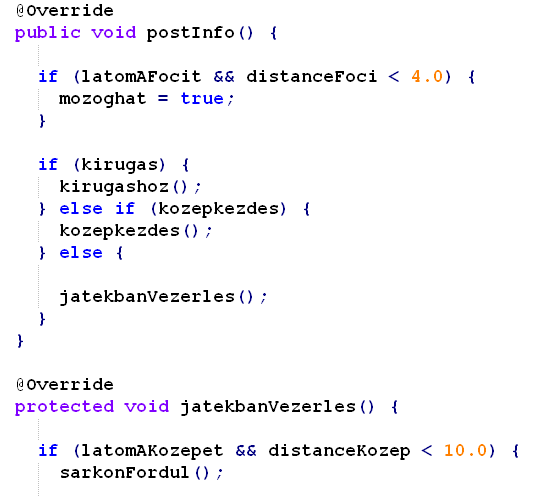 @Override
public void postInfo() {
if (latomAFocit && distanceFoci < 4.0) {
mozoghat = true;
}
if (kirugas) {
kirugashoz();
} else if (kozepkezdes) {
kozepkezdes();
} else {
jatekbanVezerles();
}
}
@Override
protected void jatekbanVezerles() {
if (latomAKozepet && distanceKozep < 10.0) {
sarkonFordul();